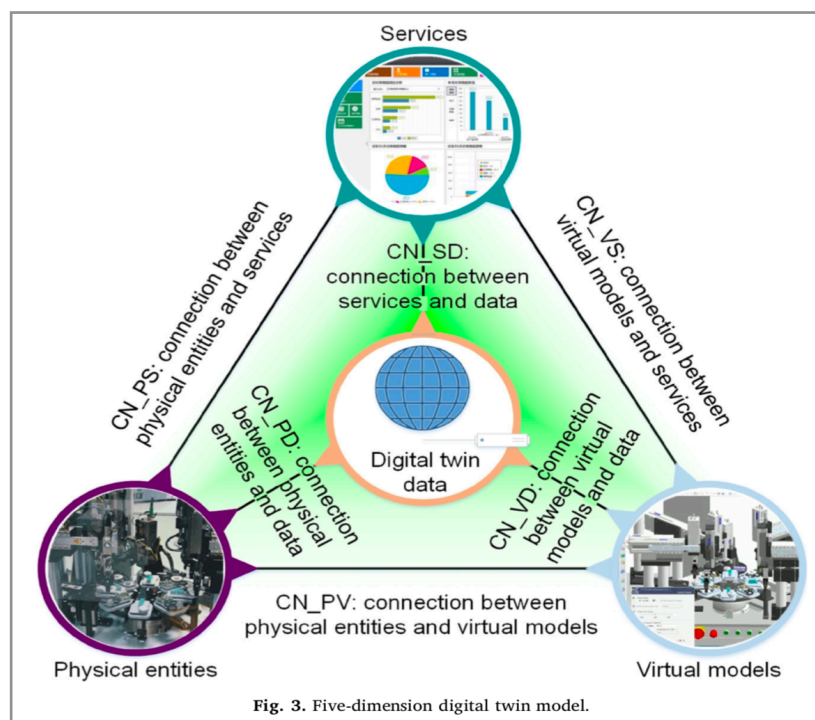 Services
CN_PS: connection between
physical entities and services
CN_VS: connection between
virtual models and services
CN_SD:
connection between
services and data
CN_PD: connection
between physical
entities and data
Digital twin
data
CN_VD: connection
between virtual
models and data
CN_PV: connection between
physical entities and virtual models
Physical entities
Virtual models
Fig. 3. Five-dimension digital twin model.